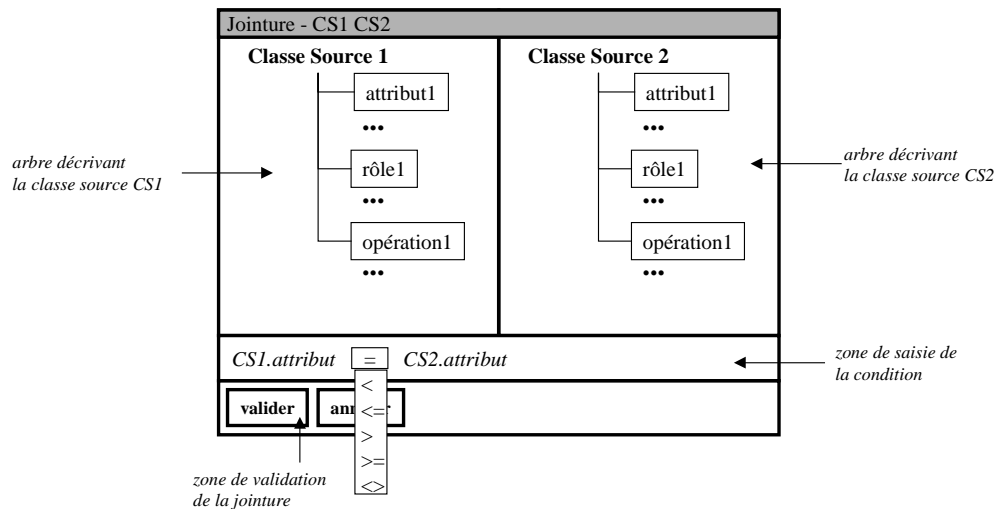 Jointure - CS1 CS2
Classe Source 1
attribut1
•••
rôle1
•••
opération1
•••
Classe Source 2
attribut1
•••
rôle1
•••
opération1
•••
arbre décrivant
la classe source CS1
arbre décrivant
la classe source CS2
CS1.attribut = CS2.attribut
<
<=
>
>=
<>
zone de saisie de
la condition
valider
zone de validation
de la jointure